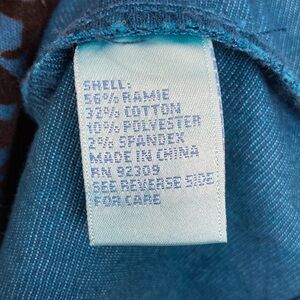 SHELL:
56% RAMIE
32% COTTON
10% POLYESTER
2% SPANDEX
MADE IN CHINA
RN 92309
SEE REVERSE SIDE
FOR CARE